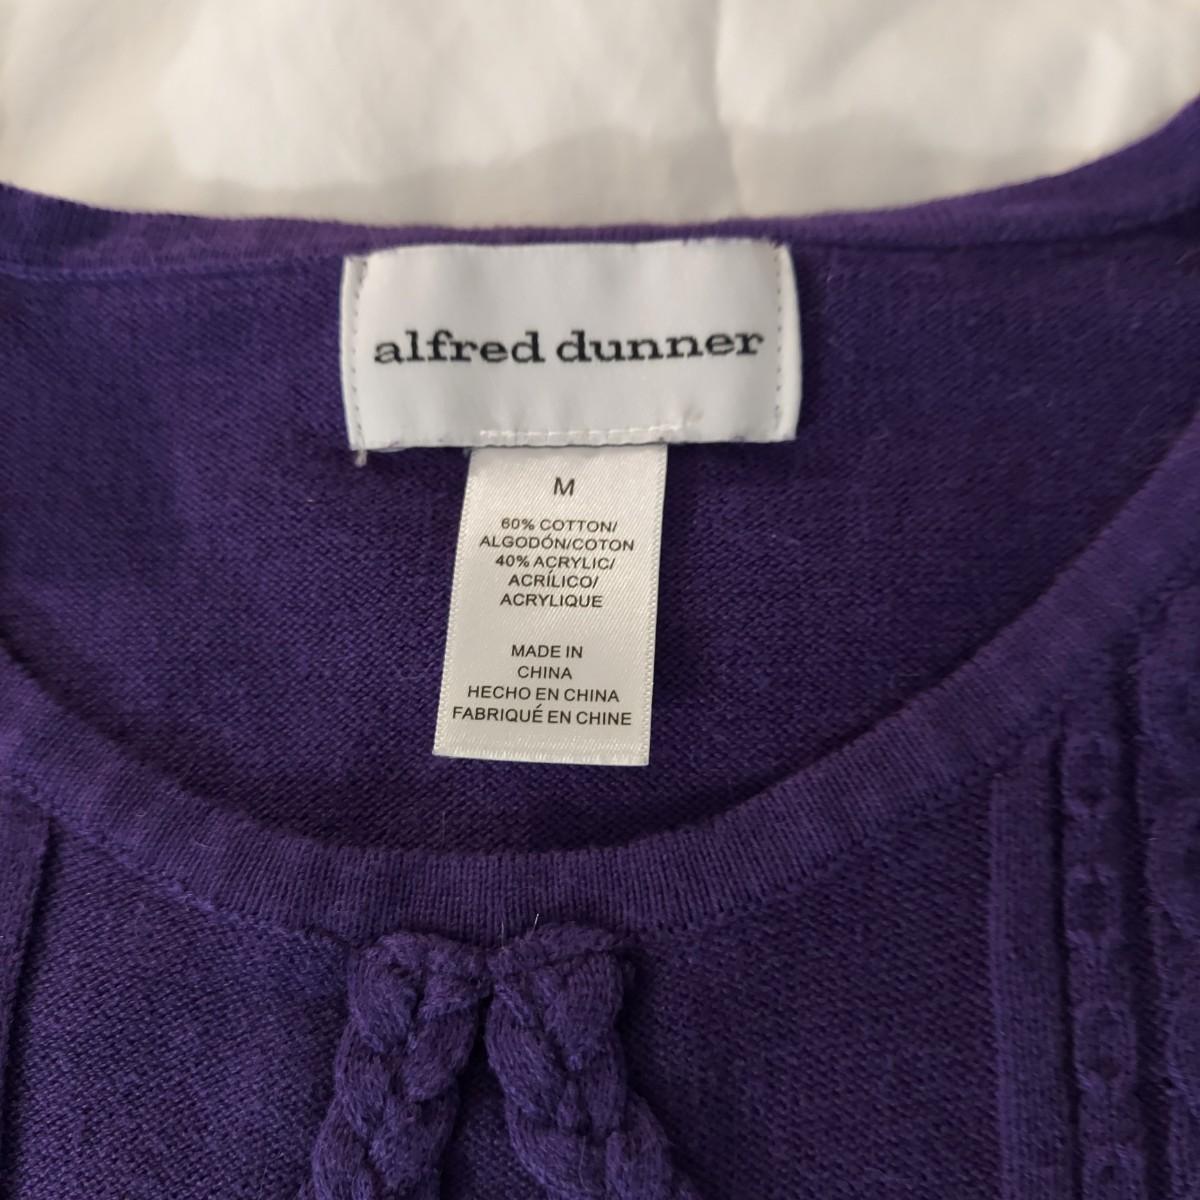 alfred dunner
M
60% COTTON/
ALGODÓN/COTON
40% ACRYLIC/
ACRÍLICO/
ACRYLIQUE
MADE IN
CHINA
HECHO EN CHINA
FABRIQUÉ EN CHINE